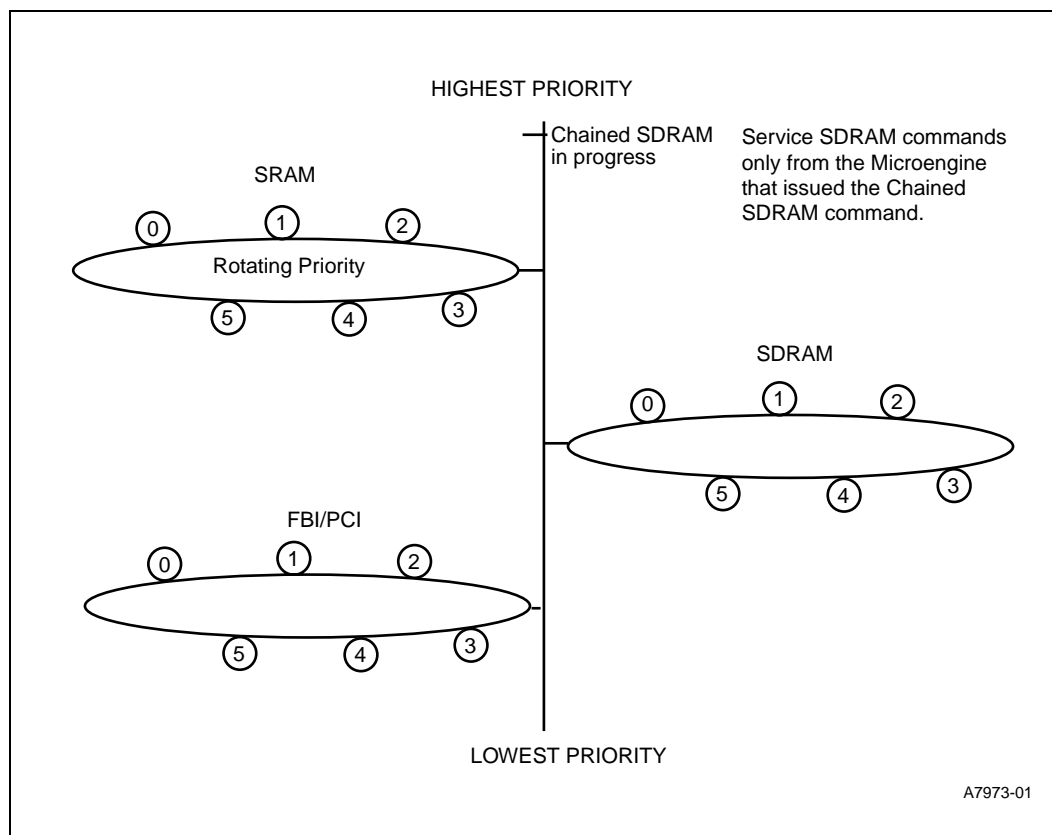 HIGHEST PRIORITY
Chained SDRAM
in progress
Service SDRAM commands
only from the Microengine
that issued the Chained
SDRAM command.
SRAM
0 1 2
Rotating Priority
5 4 3
SDRAM
0 1 2
5 4 3
FBI/PCI
0 1 2
5 4 3
LOWEST PRIORITY
A7973-01